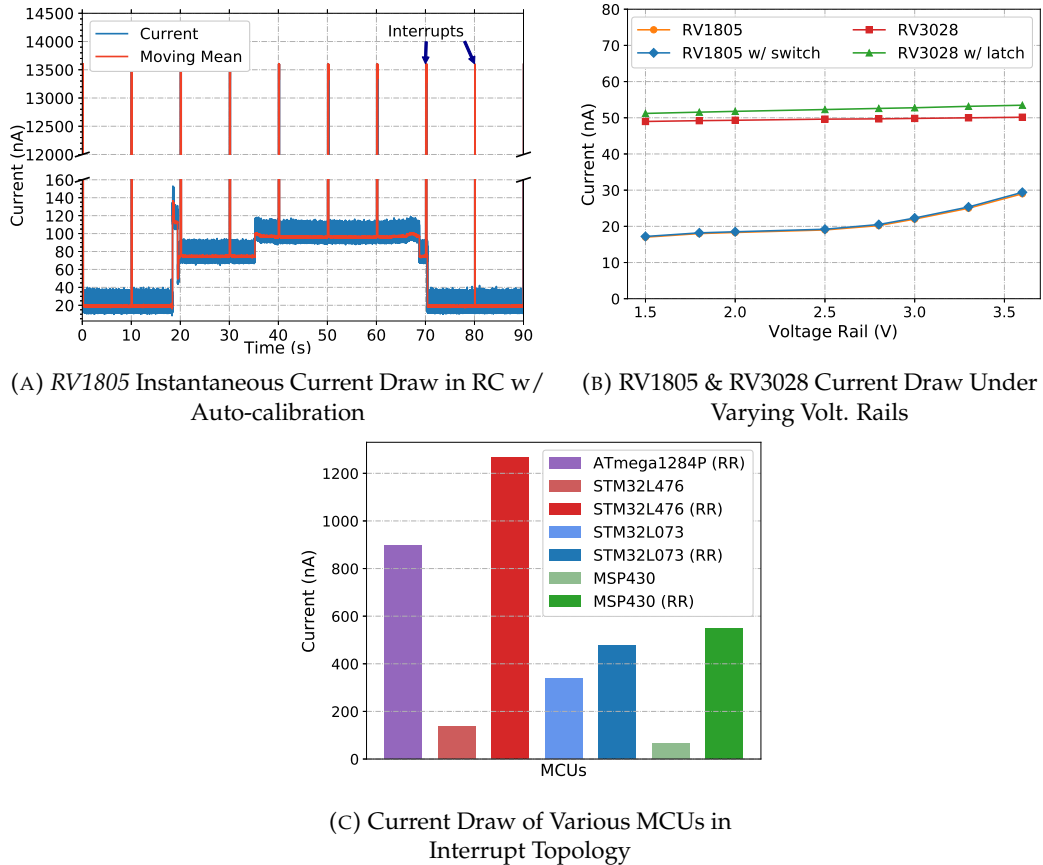 14500
14000
13500
13000
12500
12000
160
140
120
100
80
60
40
20
Current (nA)
Current
Moving Mean
Interrupts
0 10 20 30 40 50 60 70 80 90
Time (s)
(A) RV1805 Instantaneous Current Draw in RC w/
Auto-calibration
80
70
60
50
40
30
20
10
0
Current (nA)
RV1805
RV1805 w/ switch
RV3028
RV3028 w/ latch
1.5 2.0 2.5 3.0 3.5
Voltage Rail (V)
(B) RV1805 & RV3028 Current Draw Under
Varying Volt. Rails
1200
1000
800
600
400
200
0
Current (nA)
ATmega1284P (RR)
STM32L476
STM32L476 (RR)
STM32L073
STM32L073 (RR)
MSP430
MSP430 (RR)
MCUs
(C) Current Draw of Various MCUs in
Interrupt Topology